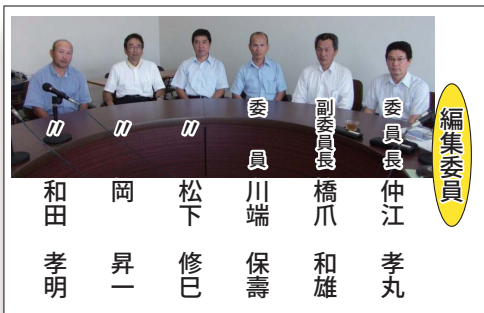 編集委員
委員長 仲江 孝丸
副委員長 橋爪 和雄
委員 川端 保壽
〃 松下 修巳
〃 岡 昇一
〃 和田 孝明